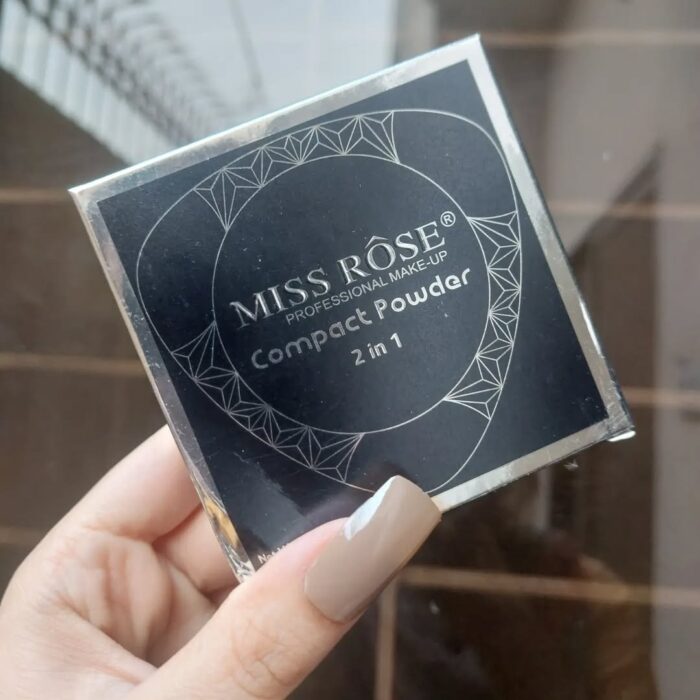 MISS RÔSE®
PROFESSIONAL MAKE-UP
Compact Powder
2 in 1